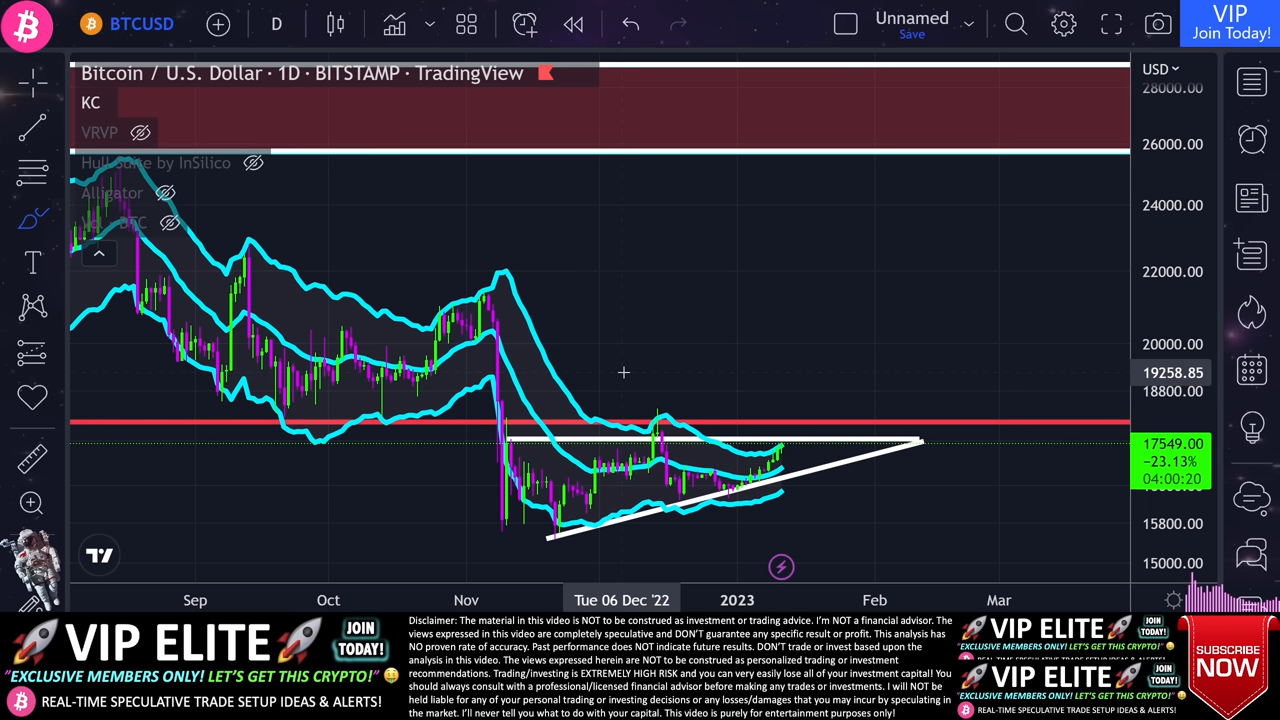 BTCUSD
D
Unnamed
Save
VIP
Join Today!
Bitcoin / U.S. Dollar · 1D · BITSTAMP · TradingView
KC
VRVP
Hull Suite by InSilico
Alligator
USD
28000.00
26000.00
24000.00
22000.00
20000.00
19258.85
18800.00
17549.00
−23.13%
04:00:20
15800.00
15000.00
Sep
Oct
Nov
Tue 06 Dec '22
2023
Feb
Mar
VIP ELITE
JOIN
TODAY!
"EXCLUSIVE MEMBERS ONLY! LET'S GET THIS CRYPTO!"
REAL-TIME SPECULATIVE TRADE SETUP IDEAS & ALERTS!
Disclaimer: The material in this video is NOT to be construed as investment or trading advice. I'm NOT a financial advisor. The
views expressed in this video are completely speculative and DON'T guarantee any specific result or profit. This analysis has
NO proven rate of accuracy. Past performance does NOT indicate future results. DON'T trade or invest based upon the
analysis in this video. The views expressed herein are NOT to be construed as personalized trading or investment
recommendations. Trading/investing is EXTREMELY HIGH RISK and you can very easily lose all of your investment capital! You
should always consult with a professional/licensed financial advisor before making any trades or investments. I will NOT be
held liable for any of your personal trading or investing decisions or any losses/damages that you may incur by speculating in
the market. I'll never tell you what to do with your capital. This video is purely for entertainment purposes only!
VIP ELITE
JOIN
TODAY!
"EXCLUSIVE MEMBERS ONLY! LET'S GET THIS CRYPTO!"
VIP ELITE
JOIN
TODAY!
"EXCLUSIVE MEMBERS ONLY! LET'S GET THIS CRYPTO!"
REAL-TIME SPECULATIVE TRADE SETUP IDEAS & ALERTS!
SUBSCRIBE
NOW